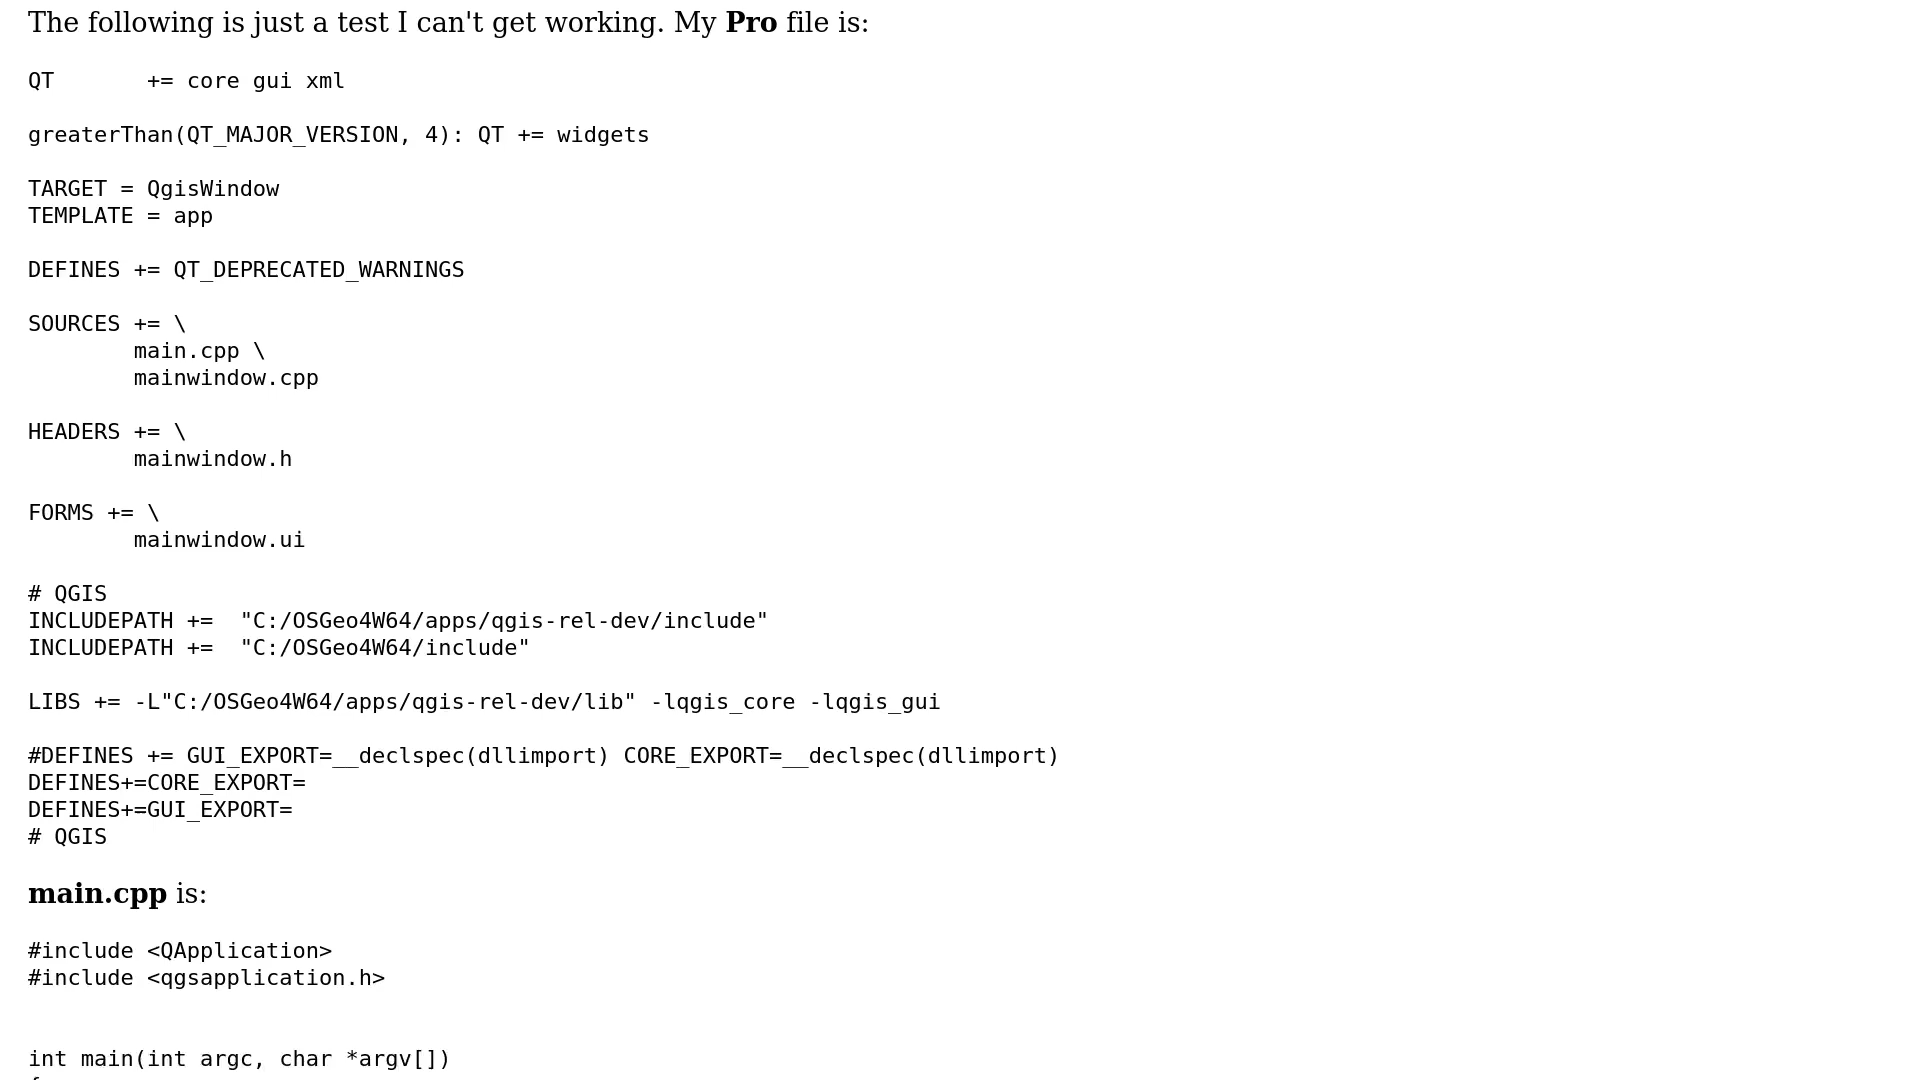 The following is just a test I can't get working. My Pro file is:
QT       += core gui xml
greaterThan(QT_MAJOR_VERSION, 4): QT += widgets
TARGET = QgisWindow
TEMPLATE = app
DEFINES += QT_DEPRECATED_WARNINGS
SOURCES += \
        main.cpp \
        mainwindow.cpp
HEADERS += \
        mainwindow.h
FORMS += \
        mainwindow.ui
# QGIS
INCLUDEPATH +=  "C:/OSGeo4W64/apps/qgis-rel-dev/include"
INCLUDEPATH +=  "C:/OSGeo4W64/include"
LIBS += -L"C:/OSGeo4W64/apps/qgis-rel-dev/lib" -lqgis_core -lqgis_gui
#DEFINES += GUI_EXPORT=__declspec(dllimport) CORE_EXPORT=__declspec(dllimport)
DEFINES+=CORE_EXPORT=
DEFINES+=GUI_EXPORT=
# QGIS
main.cpp is:
#include <QApplication>
#include <qgsapplication.h>
int main(int argc, char *argv[])